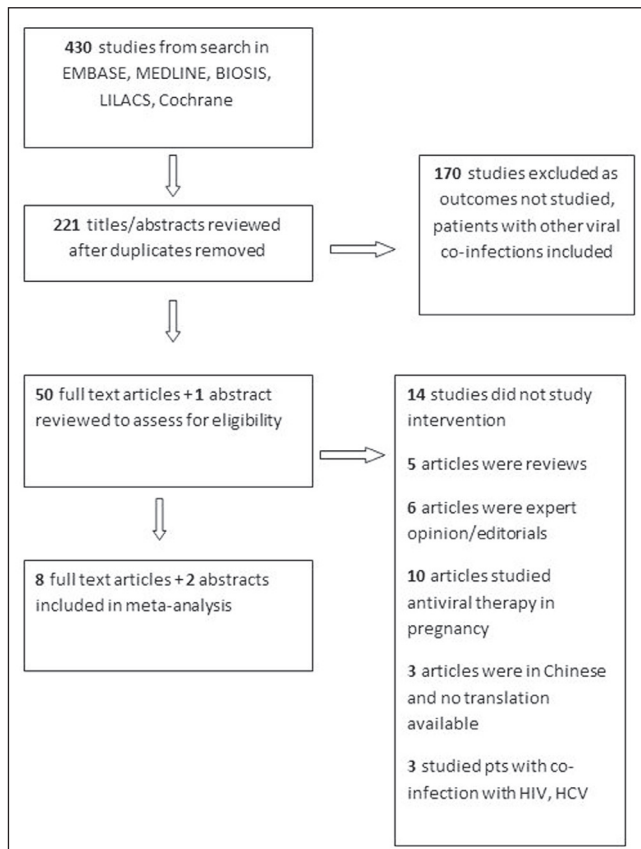 430 studies from search in
EMBASE, MEDLINE, BIOSIS,
LILACS, Cochrane
170 studies excluded as
outcomes not studied,
patients with other viral
co-infections included
221 titles/abstracts reviewed
after duplicates removed
50 full text articles +1 abstract
reviewed to assess for eligibility
14 studies did not study
intervention
5 articles were reviews
6 articles were expert
opinion/editorials
10 articles studied
antiviral therapy in
pregnancy
3 articles were in Chinese
and no translation
available
3 studied pts with co-
infection with HIV, HCV
8 full text articles +2 abstracts
included in meta-analysis